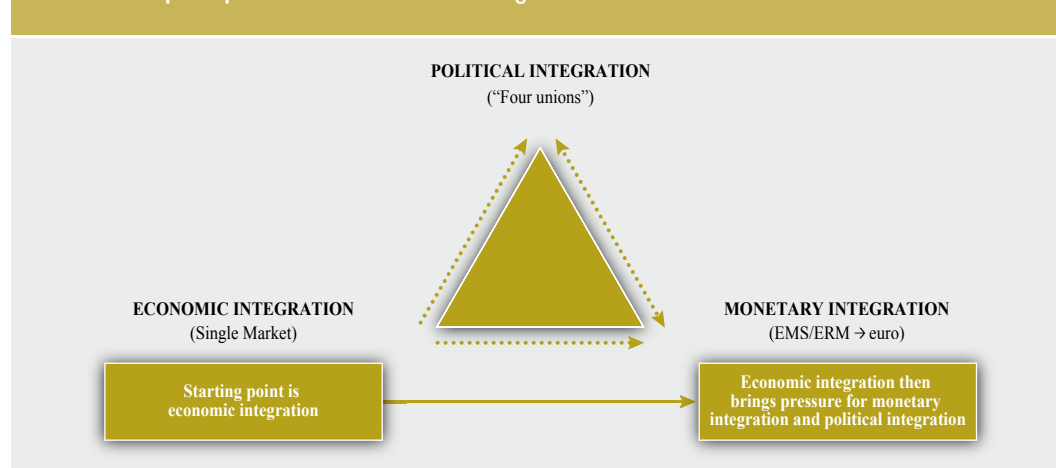 POLITICAL INTEGRATION
(“Four unions”)
ECONOMIC INTEGRATION
(Single Market)
MONETARY INTEGRATION
(EMS/ERM → euro)
Starting point is
economic integration
Economic integration then
brings pressure for monetary
integration and political integration